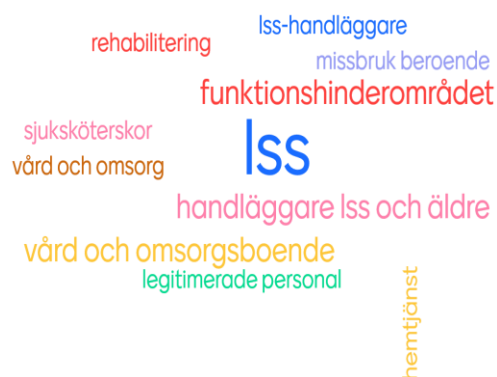 lss-handläggare
rehabilitering
missbruk beroende
funktionshinderområdet
sjuksköterskor
lss
vård och omsorg
handläggare lss och äldre
vård och omsorgsboende
legitimerade personal
hemtjänst